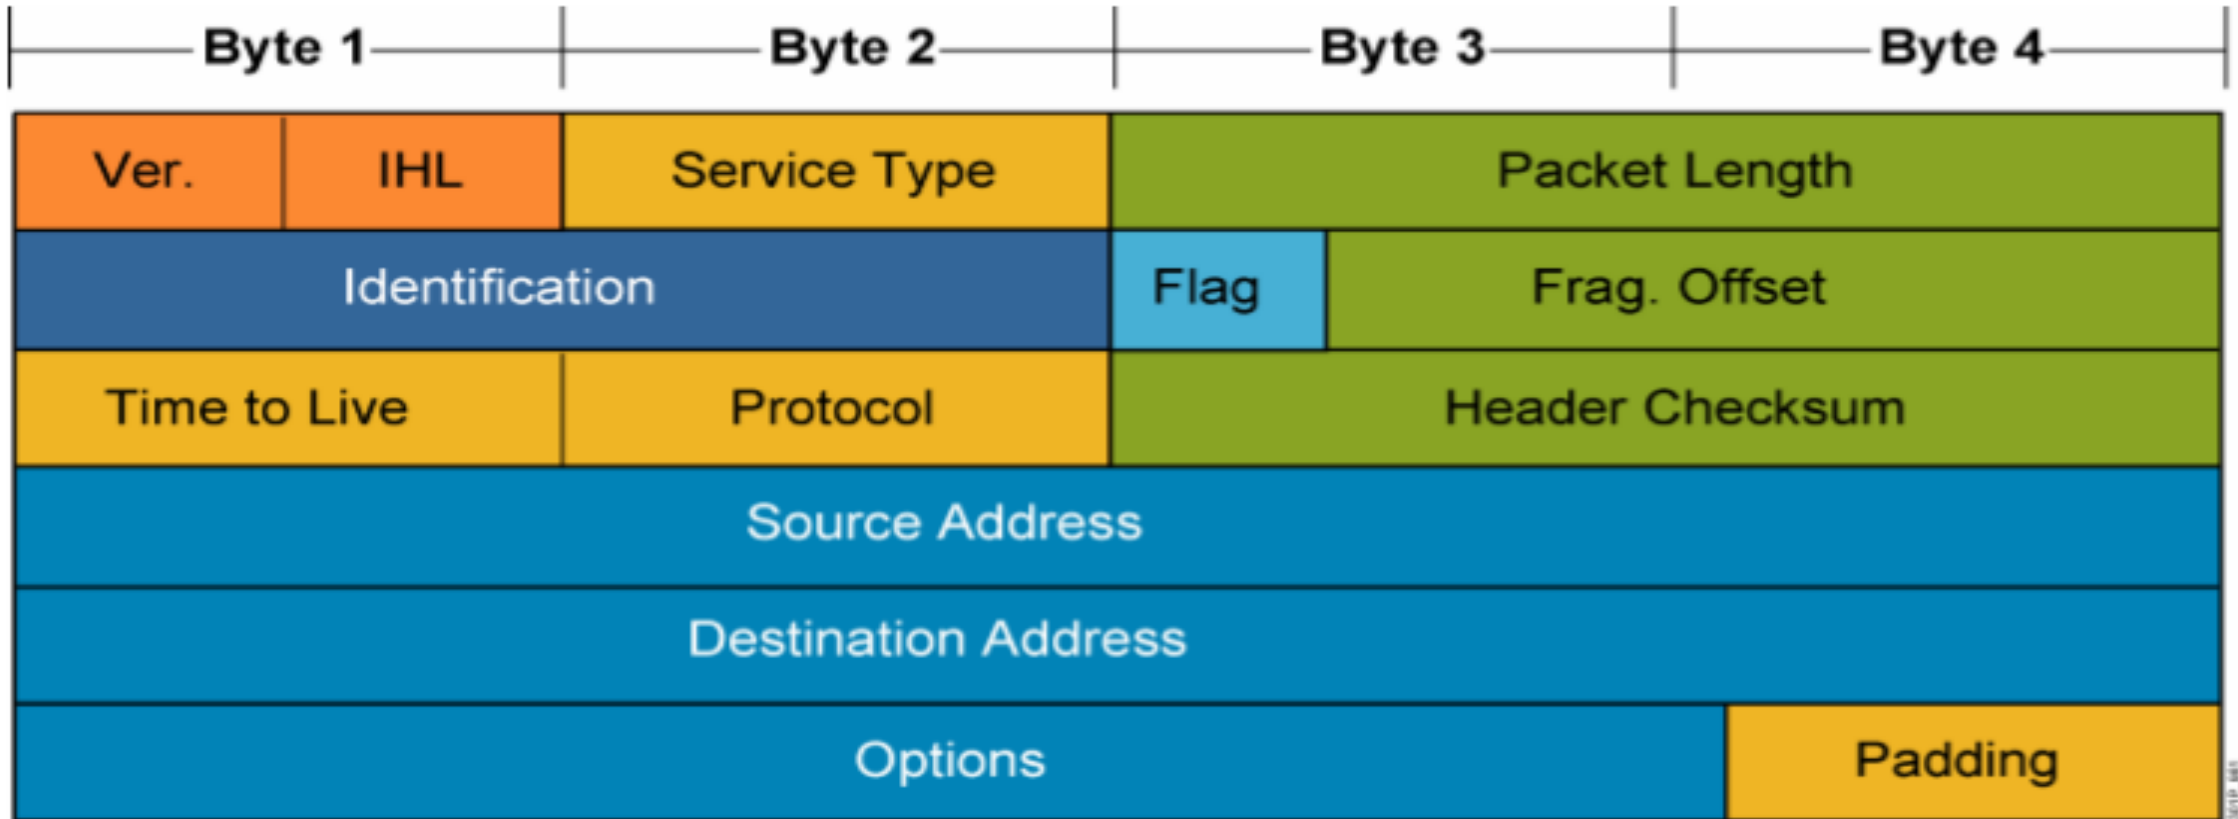 Byte 1 Byte 2 Byte 3 Byte 4
Ver. IHL Service Type Packet Length
Identification Flag Frag. Offset
Time to Live Protocol Header Checksum
Source Address
Destination Address
Options Padding